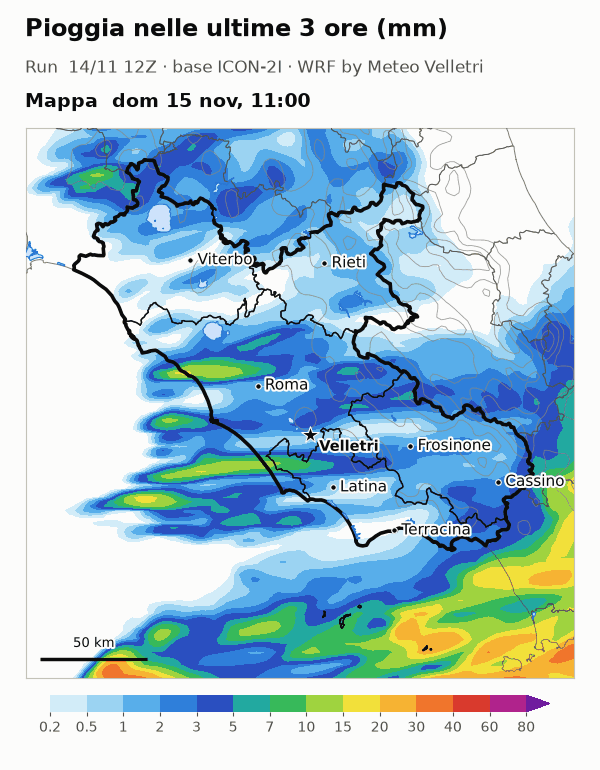 Pioggia nelle ultime 3 ore (mm)
Run  14/11 12Z · base ICON-2I · WRF by Meteo Velletri
Mappa  dom 15 nov, 11:00
Viterbo
Rieti
Roma
Velletri
Frosinone
Latina
Cassino
Terracina
50 km
0.2 0.5 1 2 3 5 7 10 15 20 30 40 60 80